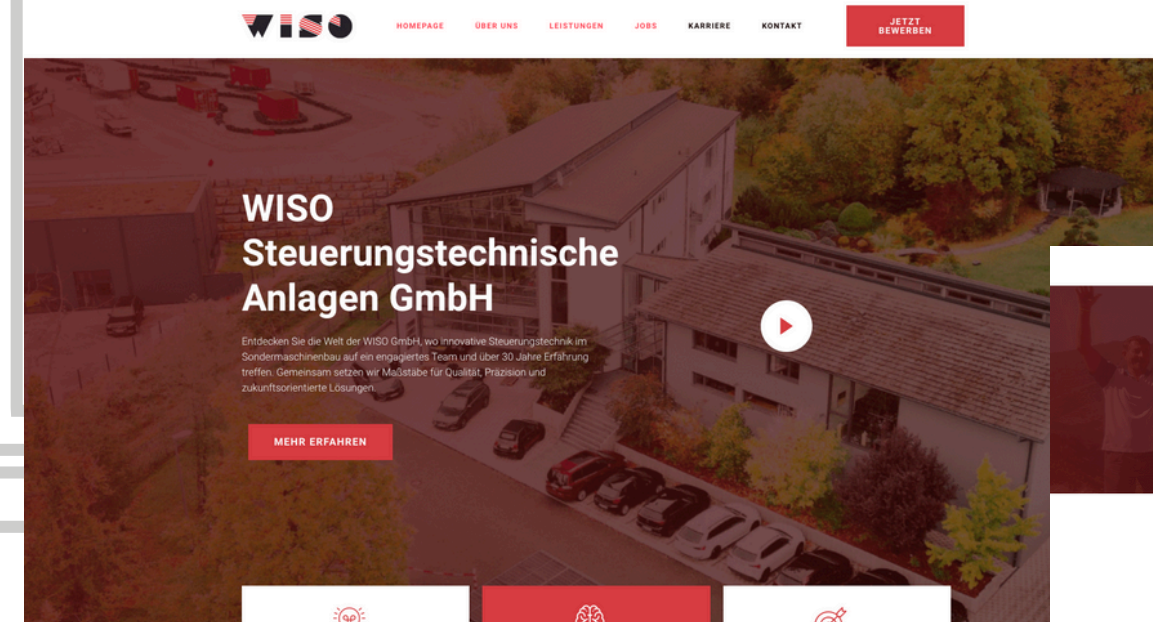 WISO
HOMEPAGE
ÜBER UNS
LEISTUNGEN
JOBS
KARRIERE
KONTAKT
JETZT
BEWERBEN
WISO
Steuerungstechnische
Anlagen GmbH
Entdecken Sie die Welt der WISO GmbH, wo innovative Steuerungstechnik im
Sondermaschinenbau auf ein engagiertes Team und über 30 Jahre Erfahrung
treffen. Gemeinsam setzen wir Maßstäbe für Qualität, Präzision und
zukunftsorientierte Lösungen.
MEHR ERFAHREN